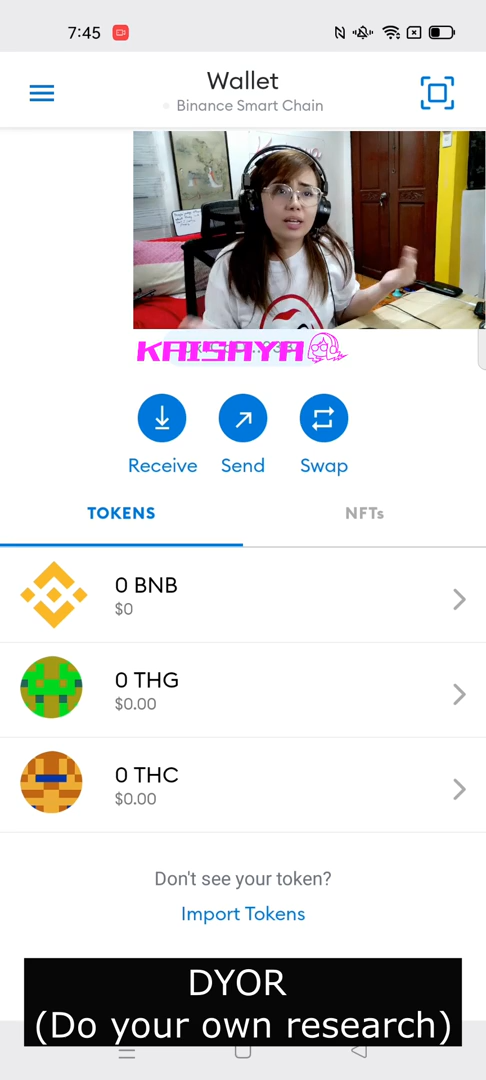 7:45
Wallet
Binance Smart Chain
KAISAYA
Receive
Send
Swap
TOKENS
NFTs
0 BNB
$0
0 THG
$0.00
0 THC
$0.00
Don't see your token?
Import Tokens
DYOR
(Do your own research)